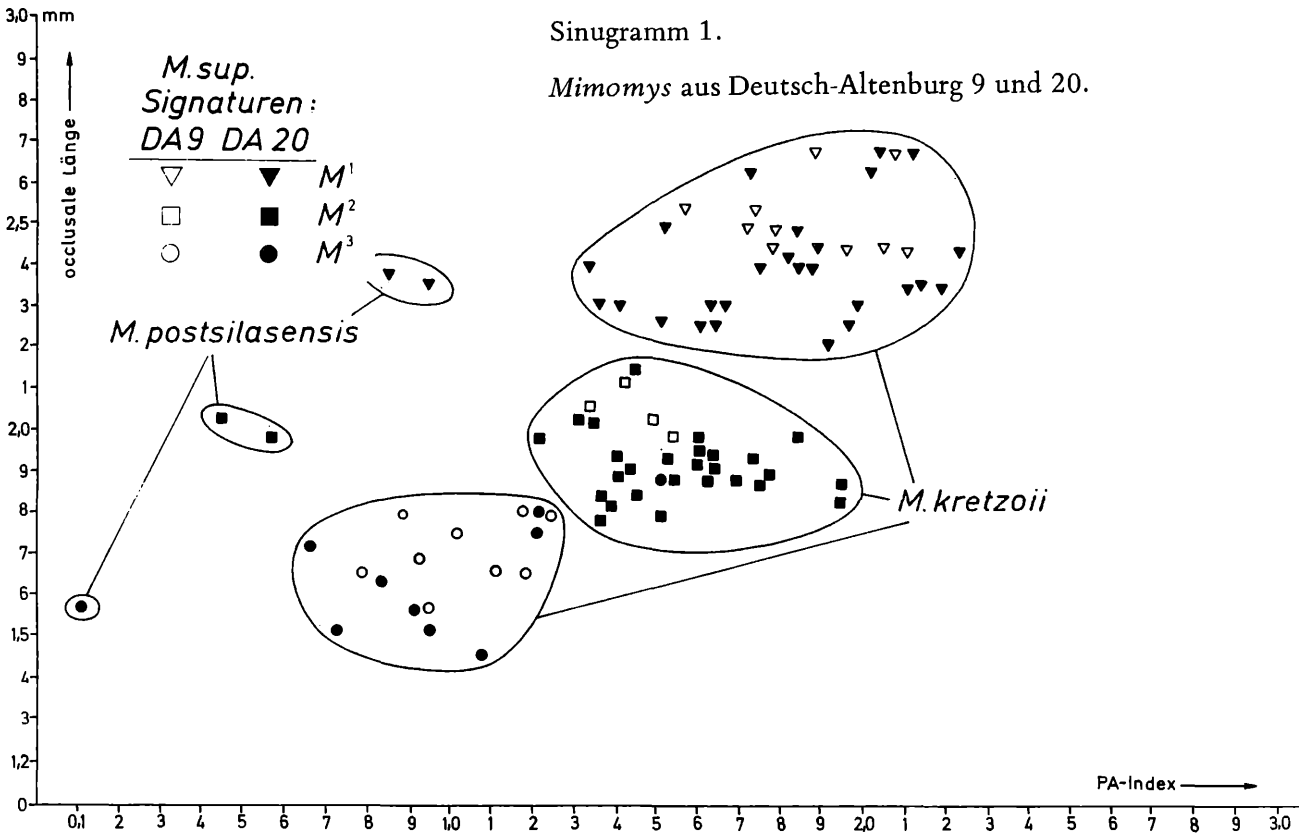 Sinugramm 1.
Mimomys aus Deutsch-Altenburg 9 und 20.
3,0 mm
9
8
7
6
2,5
4
3
2
1
2,0
9
8
7
6
1,5
4
3
1,2
0
occlusale Länge
M. sup.
Signaturen:
DA9 DA20
M¹
M²
M³
M. postsilasensis
M. kretzoii
PA-Index
0,1 2 3 4 5 6 7 8 9 1,0 1 2 3 4 5 6 7 8 9 2,0 1 2 3 4 5 6 7 8 9 3,0